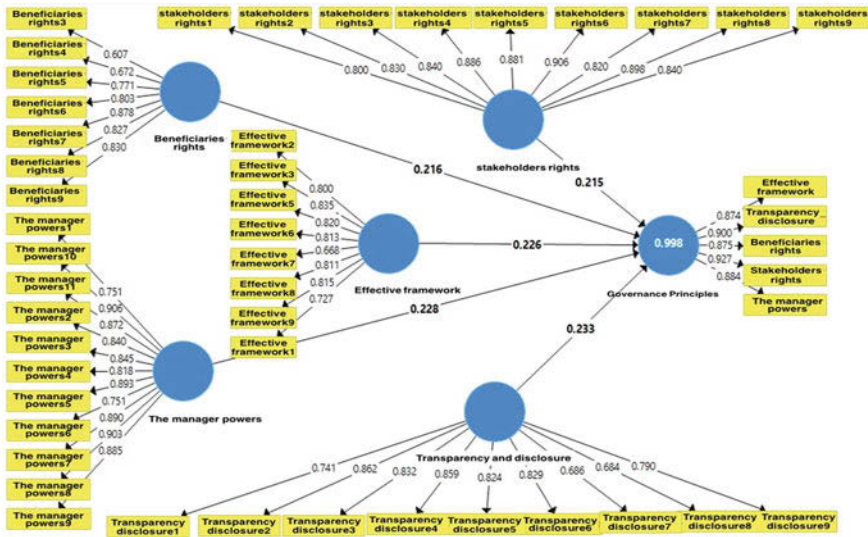 Beneficiaries
rights3
Beneficiaries
rights4
Beneficiaries
rights5
Beneficiaries
rights6
Beneficiaries
rights7
Beneficiaries
rights8
Beneficiaries
rights9
0.607
0.672
0.771
0.803
0.878
0.827
0.830
Beneficiaries
rights
stakeholders
rights1
stakeholders
rights2
stakeholders
rights3
stakeholders
rights4
stakeholders
rights5
stakeholders
rights6
stakeholders
rights7
stakeholders
rights8
stakeholders
rights9
0.800
0.830
0.840
0.886
0.881
0.906
0.820
0.898
0.840
stakeholders rights
Effective
framework2
Effective
framework3
Effective
framework5
Effective
framework6
Effective
framework7
Effective
framework8
Effective
framework9
Effective
framework1
0.800
0.835
0.820
0.813
0.668
0.811
0.815
0.727
Effective framework
0.216
0.215
0.226
0.228
0.233
0.998
Governance Principles
0.874
0.900
0.875
0.927
0.884
Effective
framework
Transparency_
disclosure
Beneficiaries
rights
Stakeholders
rights
The manager
powers
The manager
powers1
The manager
powers10
The manager
powers11
The manager
powers2
The manager
powers3
The manager
powers4
The manager
powers5
The manager
powers6
The manager
powers7
The manager
powers8
The manager
powers9
0.751
0.906
0.872
0.840
0.845
0.818
0.893
0.751
0.890
0.903
0.885
The manager powers
Transparency and disclosure
0.741
0.862
0.832
0.859
0.824
0.829
0.686
0.684
0.790
Transparency
disclosure1
Transparency
disclosure2
Transparency
disclosure3
Transparency
disclosure4
Transparency
disclosure5
Transparency
disclosure6
Transparency
disclosure7
Transparency
disclosure8
Transparency
disclosure9